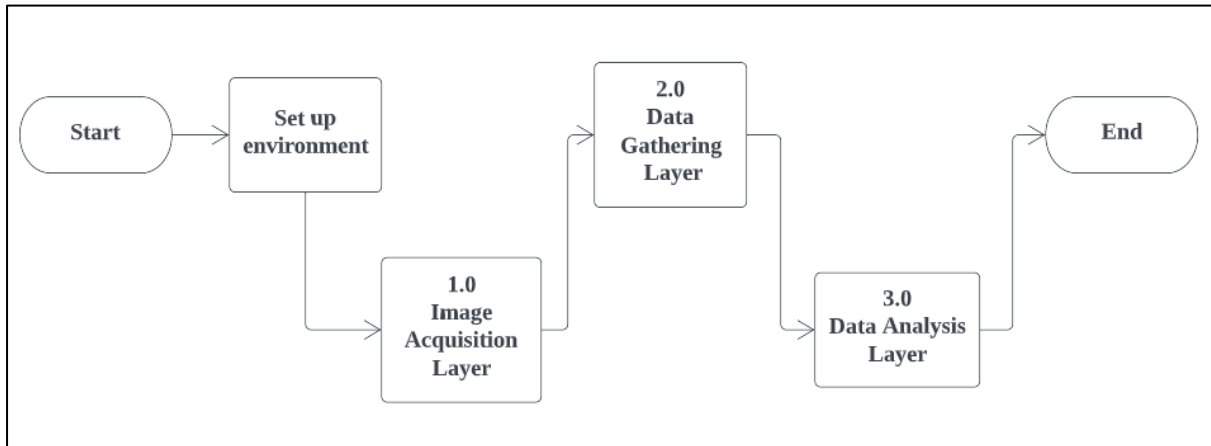 Start
Set up
environment
1.0
Image
Acquisition
Layer
2.0
Data
Gathering
Layer
3.0
Data Analysis
Layer
End